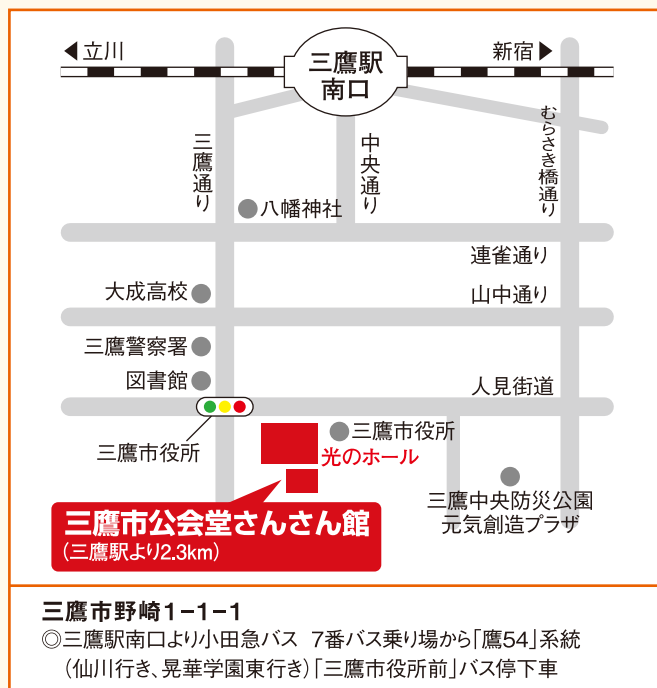 ◀立川
三鷹駅
南口
新宿▶
三鷹通り
中央通り
むらさき橋通り
八幡神社
連雀通り
大成高校
山中通り
三鷹警察署
図書館
人見街道
三鷹市役所
三鷹市役所
光のホール
三鷹中央防災公園
元気創造プラザ
三鷹市公会堂さんさん館
(三鷹駅より2.3km)
三鷹市野崎1-1-1
◎三鷹駅南口より小田急バス 7番バス乗り場から「鷹54」系統
(仙川行き、晃華学園東行き)「三鷹市役所前」バス停下車